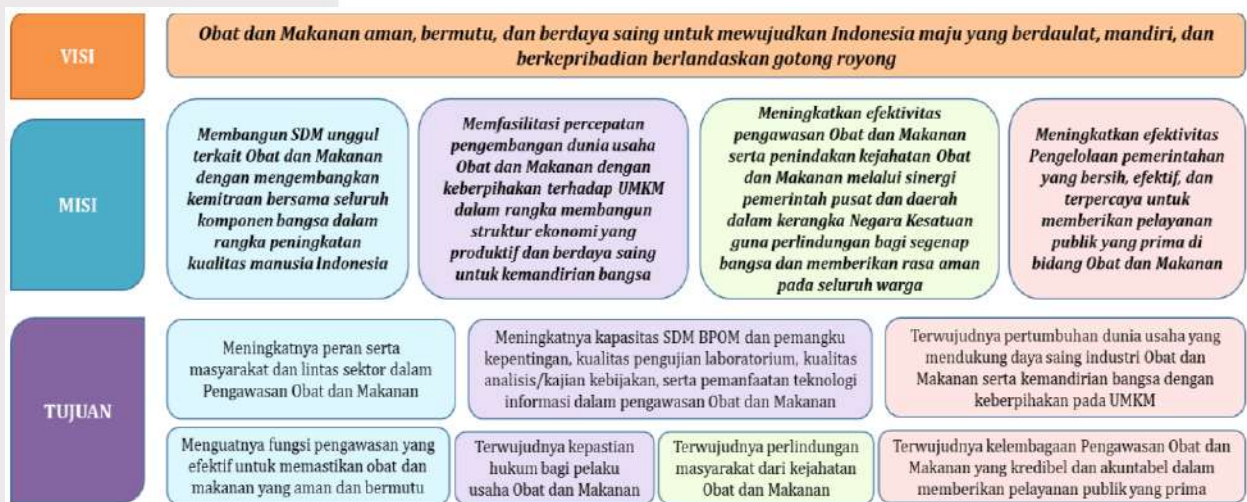 VISI
Obat dan Makanan aman, bermutu, dan berdaya saing untuk mewujudkan Indonesia maju yang berdaulat, mandiri, dan
berkepribadian berlandaskan gotong royong
MISI
Membangun SDM unggul
terkait Obat dan Makanan
dengan mengembangkan
kemitraan bersama seluruh
komponen bangsa dalam
rangka peningkatan
kualitas manusia Indonesia
Memfasilitasi percepatan
pengembangan dunia usaha
Obat dan Makanan dengan
keberpihakan terhadap UMKM
dalam rangka membangun
struktur ekonomi yang
produktif dan berdaya saing
untuk kemandirian bangsa
Meningkatkan efektivitas
pengawasan Obat dan Makanan
serta penindakan kejahatan Obat
dan Makanan melalui sinergi
pemerintah pusat dan daerah
dalam kerangka Negara Kesatuan
guna perlindungan bagi segenap
bangsa dan memberikan rasa aman
pada seluruh warga
Meningkatkan efektivitas
Pengelolaan pemerintahan
yang bersih, efektif, dan
terpercaya untuk
memberikan pelayanan
publik yang prima di
bidang Obat dan Makanan
TUJUAN
Meningkatnya peran serta
masyarakat dan lintas sektor dalam
Pengawasan Obat dan Makanan
Meningkatnya kapasitas SDM BPOM dan pemangku
kepentingan, kualitas pengujian laboratorium, kualitas
analisis/kajian kebijakan, serta pemanfaatan teknologi
informasi dalam pengawasan Obat dan Makanan
Terwujudnya pertumbuhan dunia usaha yang
mendukung daya saing industri Obat dan
Makanan serta kemandirian bangsa dengan
keberpihakan pada UMKM
Menguatnya fungsi pengawasan yang
efektif untuk memastikan obat dan
makanan yang aman dan bermutu
Terwujudnya kepastian
hukum bagi pelaku
usaha Obat dan Makanan
Terwujudnya perlindungan
masyarakat dari kejahatan
Obat dan Makanan
Terwujudnya kelembagaan Pengawasan Obat dan
Makanan yang kredibel dan akuntabel dalam
memberikan pelayanan publik yang prima